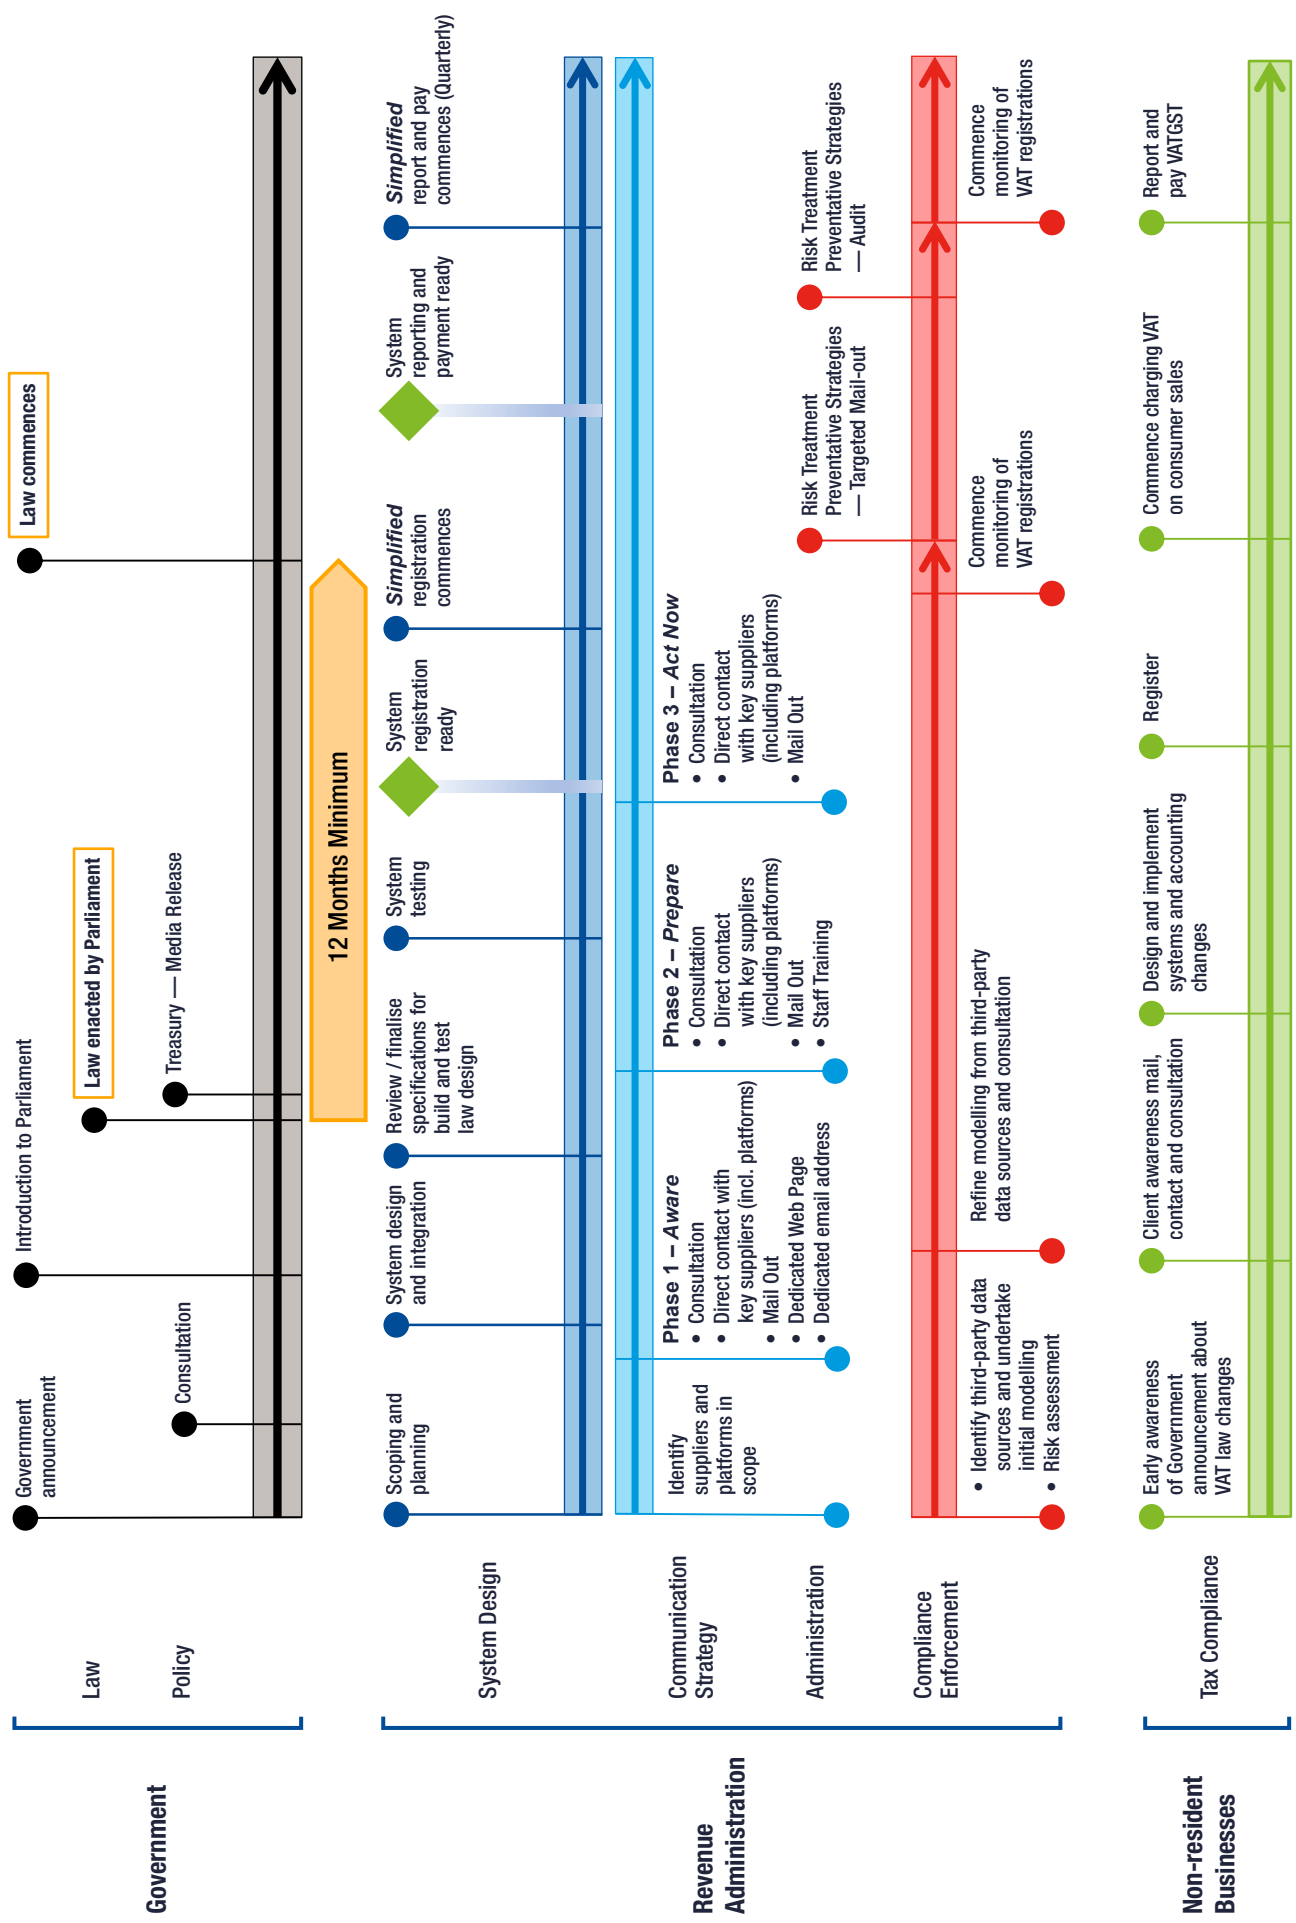 Government
Law
Policy
Government
announcement
Consultation
Introduction to Parliament
Law enacted by Parliament
Treasury — Media Release
Law commences
12 Months Minimum
Revenue
Administration
System Design
Scoping and
planning
System design
and integration
Review / finalise
specifications for
build and test
law design
System
testing
System
registration
ready
Simplified
registration
commences
System
reporting and
payment ready
Simplified
report and pay
commences (Quarterly)
Communication
Strategy
Administration
Identify
suppliers and
platforms in
scope
Phase 1 – Aware
• Consultation
• Direct contact with
key suppliers (incl. platforms)
• Mail Out
• Dedicated Web Page
• Dedicated email address
Phase 2 – Prepare
• Consultation
• Direct contact
with key suppliers
(including platforms)
• Mail Out
• Staff Training
Phase 3 – Act Now
• Consultation
• Direct contact
with key suppliers
(including platforms)
• Mail Out
Compliance
Enforcement
• Identify third-party data
sources and undertake
initial modelling
• Risk assessment
Refine modelling from third-party
data sources and consultation
Commence
monitoring of
VAT registrations
Risk Treatment
Preventative Strategies
— Targeted Mail-out
Risk Treatment
Preventative Strategies
— Audit
Commence
monitoring of
VAT registrations
Non-resident
Businesses
Tax Compliance
Early awareness
of Government
announcement about
VAT law changes
Client awareness mail,
contact and consultation
Design and implement
systems and accounting
changes
Register
Commence charging VAT
on consumer sales
Report and
pay VATGST